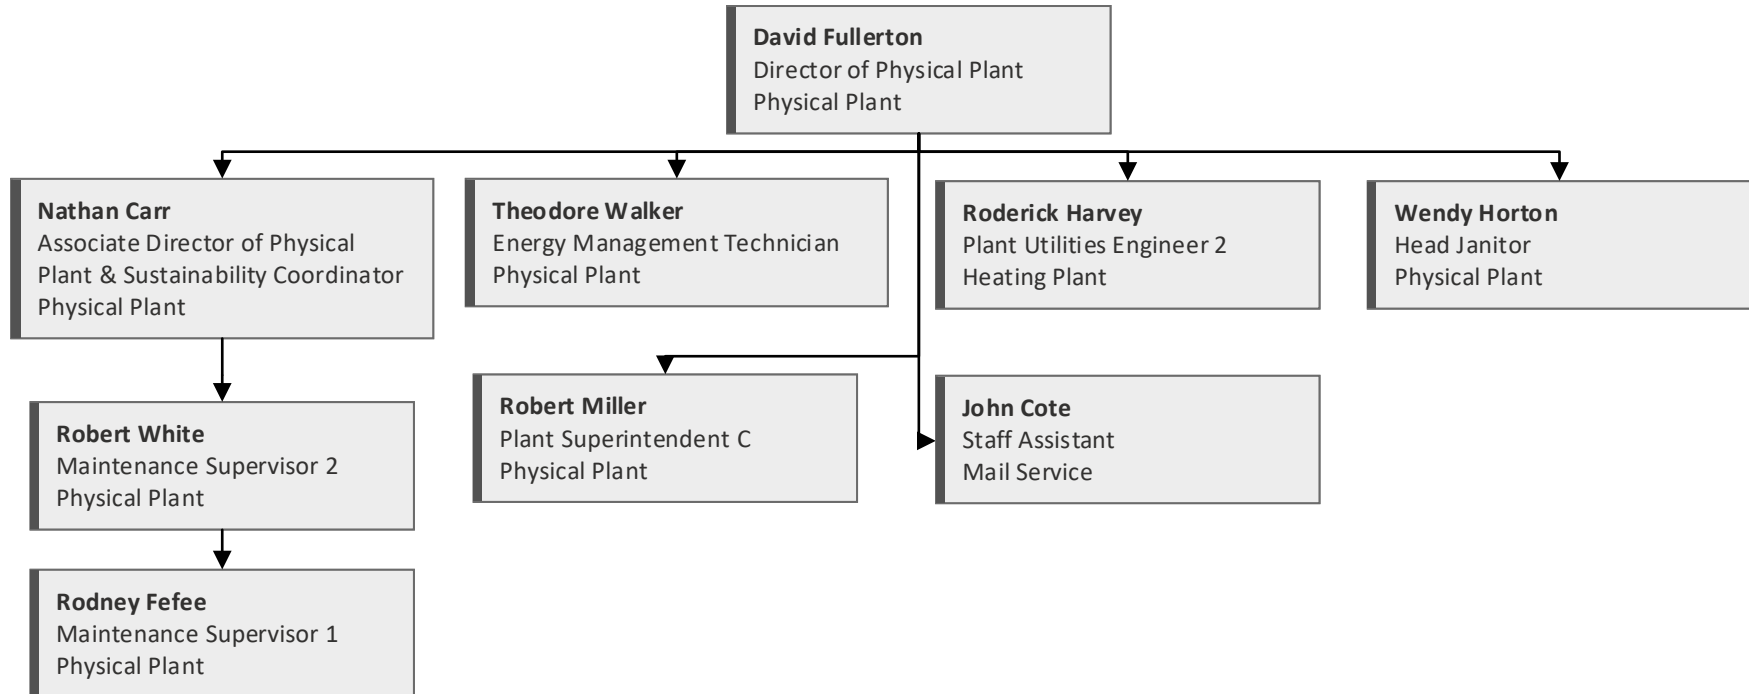 David Fullerton
Director of Physical Plant
Physical Plant
Nathan Carr
Associate Director of Physical
Plant & Sustainability Coordinator
Physical Plant
Theodore Walker
Energy Management Technician
Physical Plant
Roderick Harvey
Plant Utilities Engineer 2
Heating Plant
Wendy Horton
Head Janitor
Physical Plant
Robert White
Maintenance Supervisor 2
Physical Plant
Robert Miller
Plant Superintendent C
Physical Plant
John Cote
Staff Assistant
Mail Service
Rodney Fefee
Maintenance Supervisor 1
Physical Plant